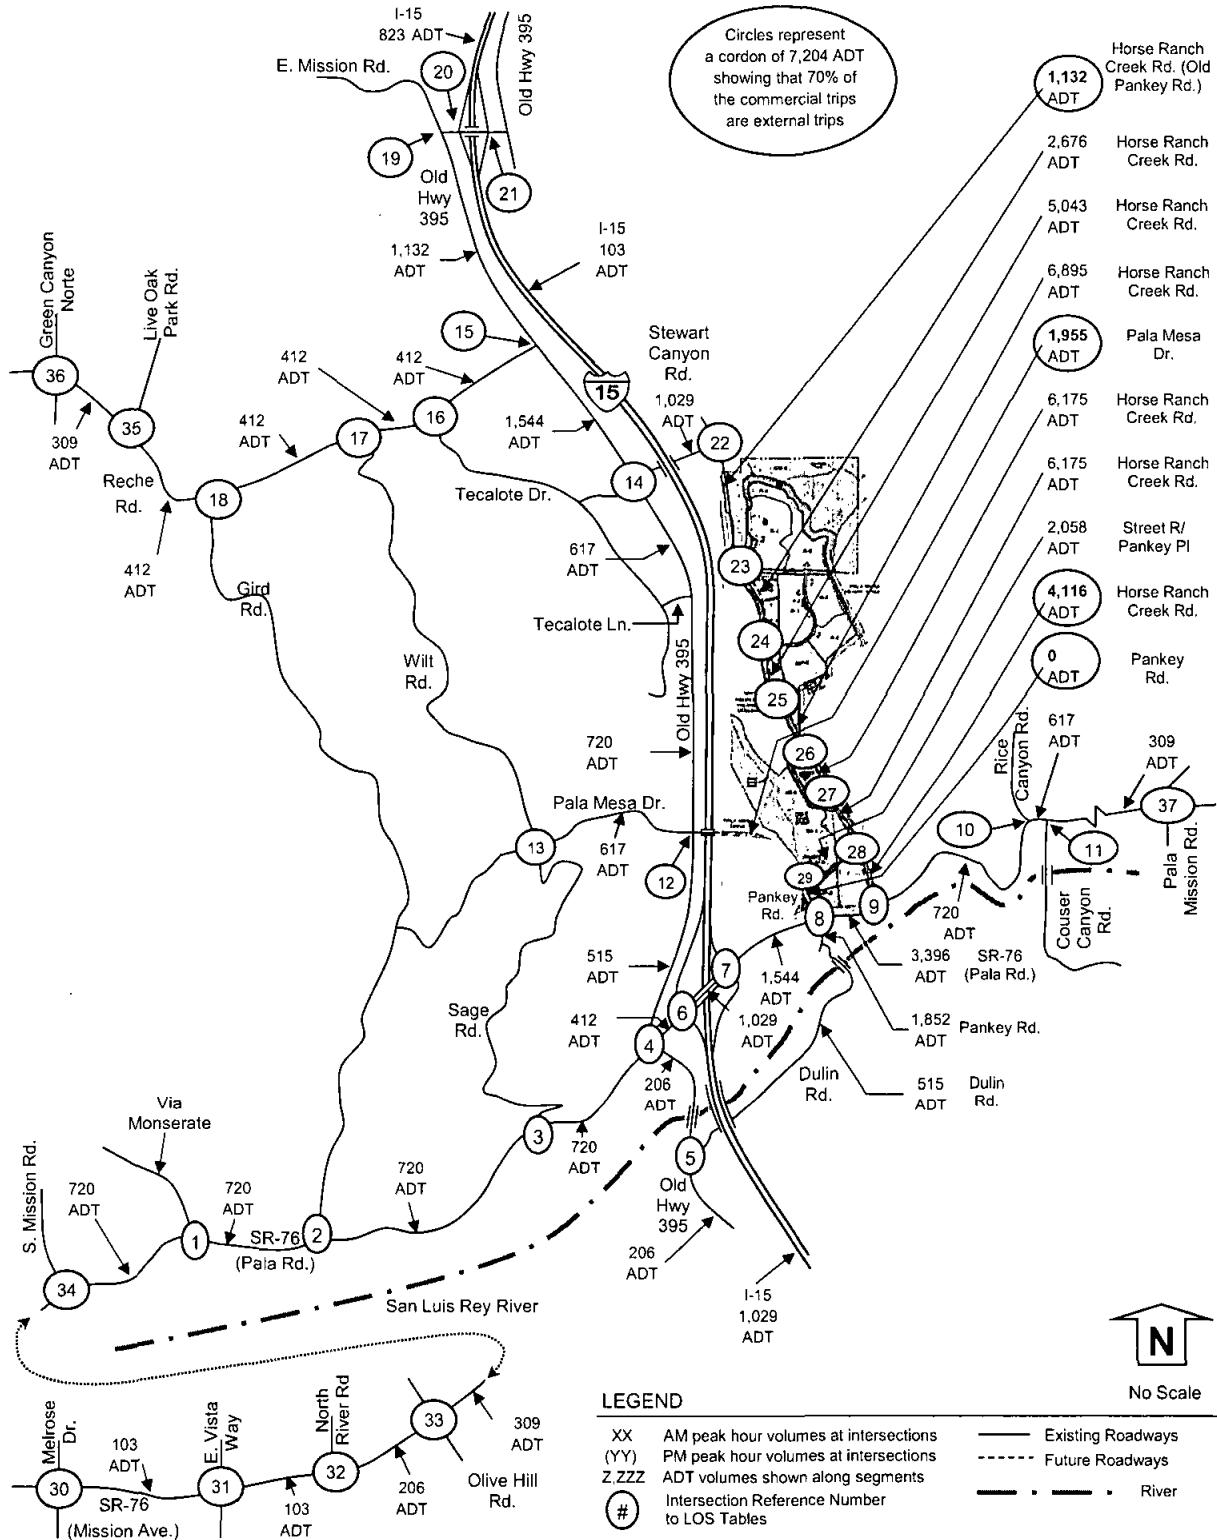 I-15
823 ADT
Old Hwy 395
E. Mission Rd.
20
19
21
Old
Hwy
395
1,132
ADT
I-15
103
ADT
Circles represent
a cordon of 7,204 ADT
showing that 70% of
the commercial trips
are external trips
1,132
ADT
Horse Ranch
Creek Rd. (Old
Pankey Rd.)
2,676
ADT
Horse Ranch
Creek Rd.
5,043
ADT
Horse Ranch
Creek Rd.
6,895
ADT
Horse Ranch
Creek Rd.
1,955
ADT
Pala Mesa
Dr.
6,175
ADT
Horse Ranch
Creek Rd.
6,175
ADT
Horse Ranch
Creek Rd.
2,058
ADT
Street R/
Pankey Pl
4,116
ADT
Horse Ranch
Creek Rd.
0
ADT
Pankey
Rd.
Green Canyon
Norte
Live Oak
Park Rd.
36
309
ADT
35
Reche
Rd.
412
ADT
18
412
ADT
17
412
ADT
16
412
ADT
15
1,544
ADT
15
Stewart
Canyon
Rd.
1,029
ADT
22
14
Tecalote Dr.
617
ADT
Tecalote Ln.
Gird
Rd.
Wilt
Rd.
Old Hwy 395
720
ADT
23
24
25
26
27
28
29
Pala Mesa Dr.
13
617
ADT
12
Pankey
Rd.
8
9
Rice
Canyon Rd.
617
ADT
309
ADT
37
10
11
Pala
Mission Rd.
Couser
Canyon
Rd.
720
ADT
3,396
ADT
SR-76
(Pala Rd.)
515
ADT
7
1,544
ADT
6
1,029
ADT
412
ADT
4
206
ADT
Sage
Rd.
1,852
ADT
Pankey Rd.
Dulin
Rd.
515
ADT
Dulin
Rd.
Via
Monserate
S. Mission Rd.
720
ADT
720
ADT
1
SR-76
(Pala Rd.)
2
720
ADT
3
720
ADT
5
Old
Hwy
395
206
ADT
34
San Luis Rey River
I-15
1,029
ADT
N
No Scale
Melrose
Dr.
103
ADT
30
SR-76
(Mission Ave.)
E. Vista
Way
31
103
ADT
North
River Rd
32
206
ADT
33
309
ADT
Olive Hill
Rd.
LEGEND
XX AM peak hour volumes at intersections
(YY) PM peak hour volumes at intersections
Z,ZZZ ADT volumes shown along segments
# Intersection Reference Number
to LOS Tables
Existing Roadways
Future Roadways
River